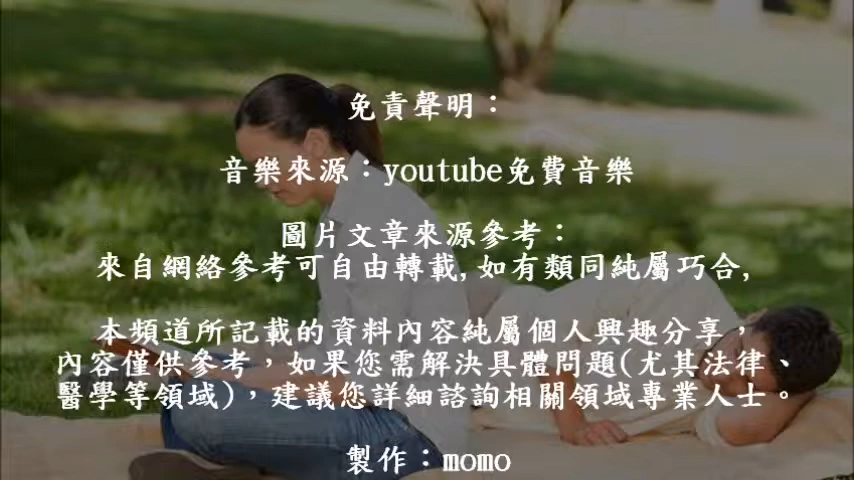 免責聲明：
音樂來源：youtube免費音樂
圖片文章來源參考：
來自網絡參考可自由轉載,如有類同純屬巧合,
本頻道所記載的資料內容純屬個人興趣分享，
內容僅供參考，如果您需解決具體問題(尤其法律、
醫學等領域)，建議您詳細諮詢相關領域專業人士。
製作：momo